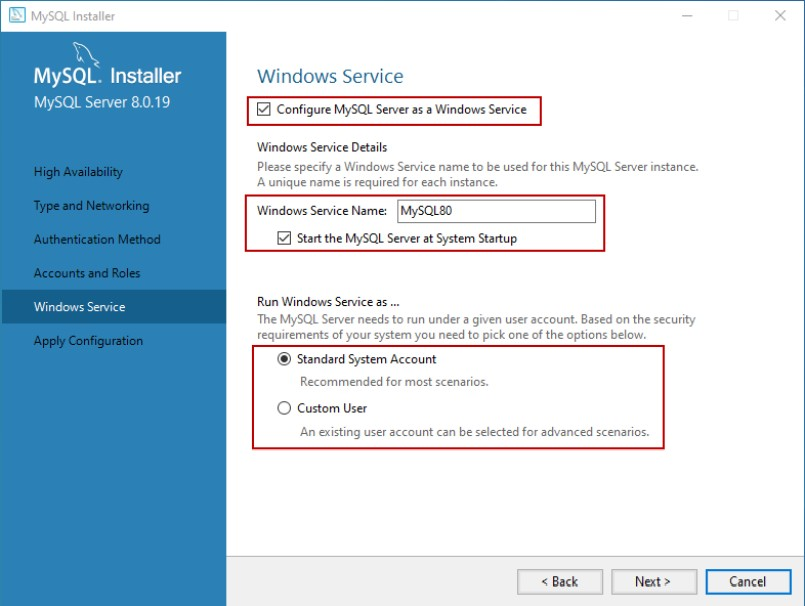 MySQL Installer
MySQL. Installer
MySQL Server 8.0.19
High Availability
Type and Networking
Authentication Method
Accounts and Roles
Windows Service
Apply Configuration
Windows Service
Configure MySQL Server as a Windows Service
Windows Service Details
Please specify a Windows Service name to be used for this MySQL Server instance.
A unique name is required for each instance.
Windows Service Name: MySQL80
Start the MySQL Server at System Startup
Run Windows Service as ...
The MySQL Server needs to run under a given user account. Based on the security
requirements of your system you need to pick one of the options below.
Standard System Account
Recommended for most scenarios.
Custom User
An existing user account can be selected for advanced scenarios.
< Back Next > Cancel